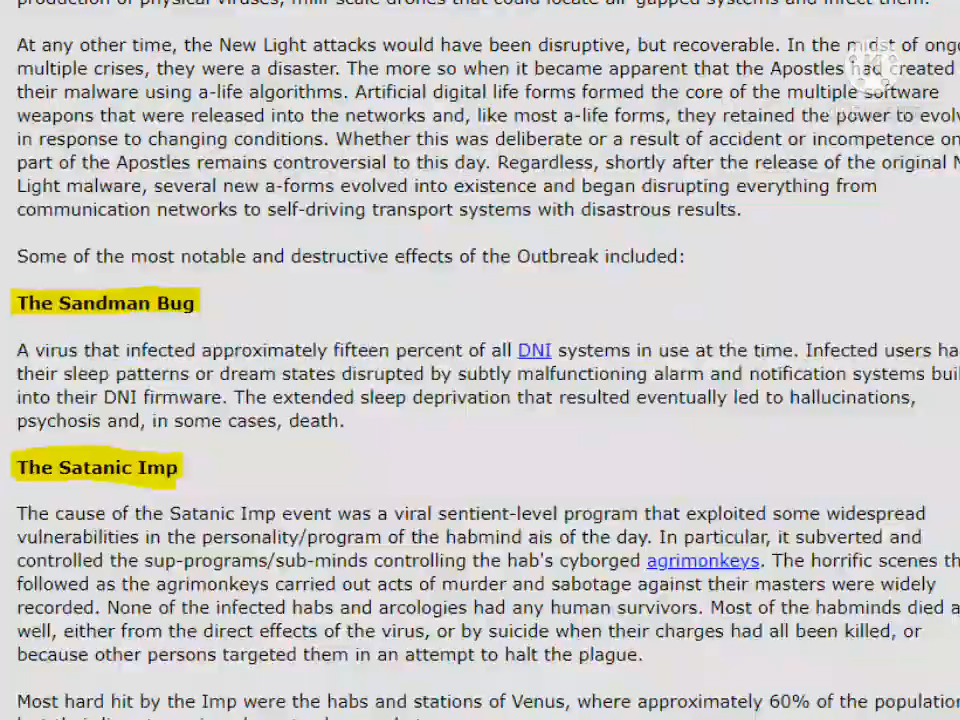 production of physical viruses, milli-scale drones that could locate air-gapped systems and infect them.
At any other time, the New Light attacks would have been disruptive, but recoverable. In the midst of
multiple crises, they were a disaster. The more so when it became apparent that the Apostles had created
their malware using a-life algorithms. Artificial digital life forms formed the core of the multiple software
weapons that were released into the networks and, like most a-life forms, they retained the power to
in response to changing conditions. Whether this was deliberate or a result of accident or incompetence
part of the Apostles remains controversial to this day. Regardless, shortly after the release of the original
Light malware, several new a-forms evolved into existence and began disrupting everything from
communication networks to self-driving transport systems with disastrous results.
Some of the most notable and destructive effects of the Outbreak included:
The Sandman Bug
A virus that infected approximately fifteen percent of all DNI systems in use at the time. Infected users
their sleep patterns or dream states disrupted by subtly malfunctioning alarm and notification systems
into their DNI firmware. The extended sleep deprivation that resulted eventually led to hallucinations,
psychosis and, in some cases, death.
The Satanic Imp
The cause of the Satanic Imp event was a viral sentient-level program that exploited some widespread
vulnerabilities in the personality/program of the habmind ais of the day. In particular, it subverted and
controlled the sup-programs/sub-minds controlling the hab's cyborged agrimonkeys. The horrific scenes
followed as the agrimonkeys carried out acts of murder and sabotage against their masters were widely
recorded. None of the infected habs and arcologies had any human survivors. Most of the habminds died
well, either from the direct effects of the virus, or by suicide when their charges had all been killed, or
because other persons targeted them in an attempt to halt the plague.
Most hard hit by the Imp were the habs and stations of Venus, where approximately 60% of the population